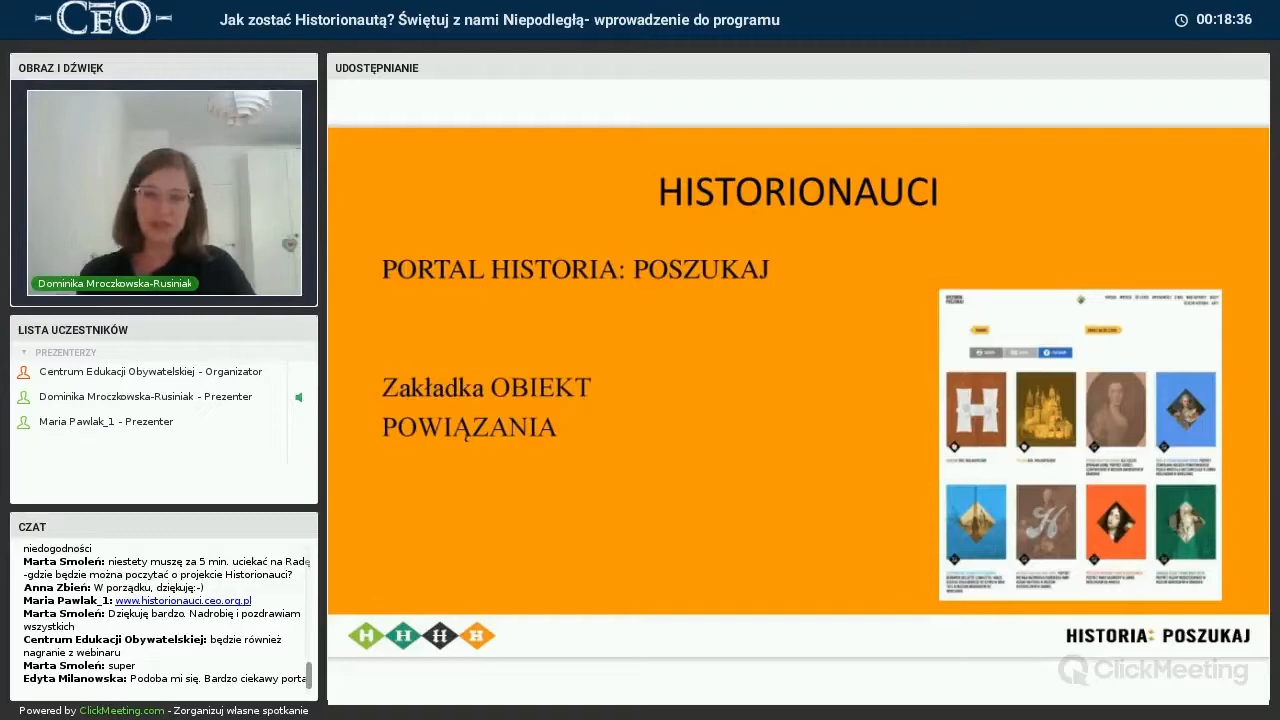 CEO
Jak zostać Historionautą? Świętuj z nami Niepodległą- wprowadzenie do programu
00:18:36
OBRAZ I DŹWIĘK
Dominika Mroczkowska-Rusiniak
LISTA UCZESTNIKÓW
PREZENTERZY
Centrum Edukacji Obywatelskiej - Organizator
Dominika Mroczkowska-Rusiniak - Prezenter
Maria Pawlak_1 - Prezenter
CZAT
niedogodności
Marta Smoleń: niestety muszę za 5 min. uciekać na Radę
-gdzie będzie można poczytać o projekcie Historionauci?
Anna Zbień: W porządku, dziękuję:-)
Maria Pawlak_1: www.historionauci.ceo.org.pl
Marta Smoleń: Dziękuję bardzo. Nadrobię i pozdrawiam
wszystkich
Centrum Edukacji Obywatelskiej: będzie również
nagranie z webinaru
Marta Smoleń: super
Edyta Milanowska: Podoba mi się. Bardzo ciekawy porta
Powered by ClickMeeting.com - Zorganizuj własne spotkanie
UDOSTĘPNIANIE
HISTORIONAUCI
PORTAL HISTORIA: POSZUKAJ
Zakładka OBIEKT
POWIĄZANIA
HISTORIA
POSZUKAJ
H H H H
HISTORIA: POSZUKAJ
ClickMeeting